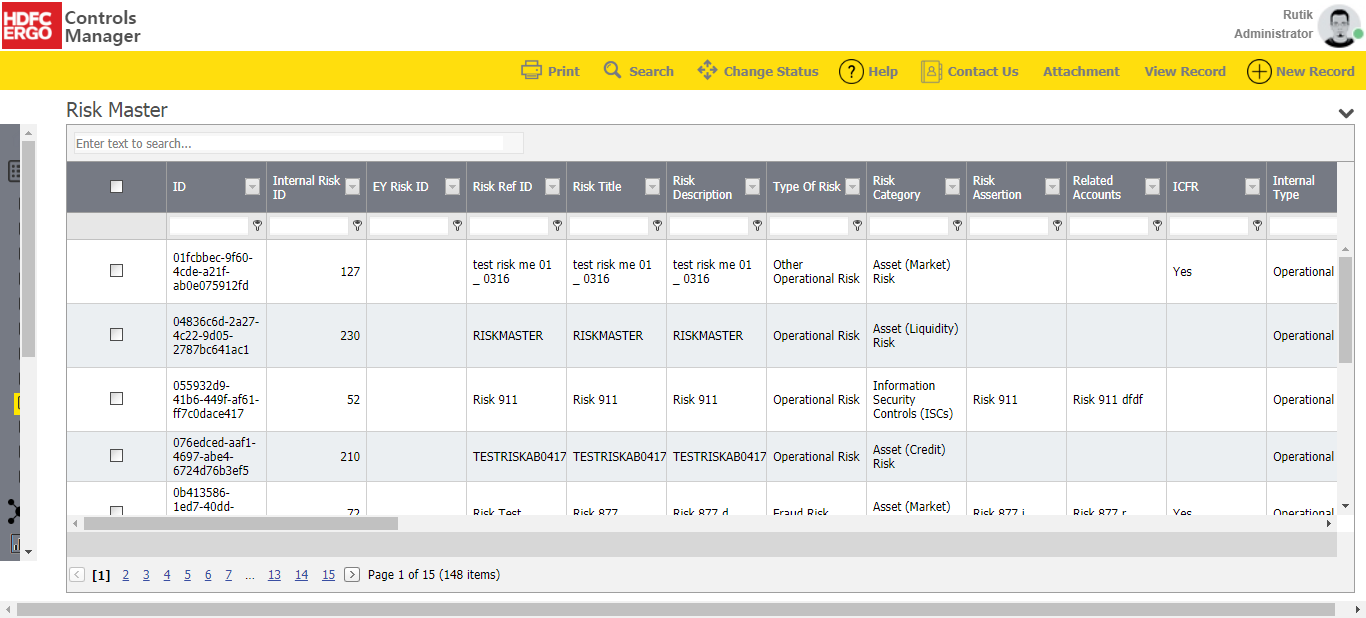 HDFC
ERGO
Controls
Manager
Rutik
Administrator
Print Search Change Status ? Help Contact Us Attachment View Record New Record
Risk Master
Enter text to search...
ID Internal Risk ID EY Risk ID Risk Ref ID Risk Title Risk Description Type Of Risk Risk Category Risk Assertion Related Accounts ICFR Internal Type
01fcbbec-9f60-4cde-a21f-ab0e075912fd 127 test risk me 01 _ 0316 test risk me 01 _ 0316 test risk me 01 _ 0316 Other Operational Risk Asset (Market) Risk Yes Operational
04836c6d-2a27-4c22-9d05-2787bc641ac1 230 RISKMASTER RISKMASTER RISKMASTER Operational Risk Asset (Liquidity) Risk Operational
055932d9-41b6-449f-af61-ff7c0dace417 52 Risk 911 Risk 911 Risk 911 Operational Risk Information Security Controls (ISCs) Risk 911 Risk 911 dfdf Operational
076edced-aaf1-4697-abe4-6724d76b3ef5 210 TESTRISKAB0417 TESTRISKAB0417 TESTRISKAB0417 Operational Risk Asset (Credit) Risk Operational
0b413586-1ed7-40dd- 72 Risk Test Risk 877 Risk 877 d Fraud Risk Asset (Market) Risk 877 i Risk 877 r Yes Operational
[1] 2 3 4 5 6 7 … 13 14 15 Page 1 of 15 (148 items)